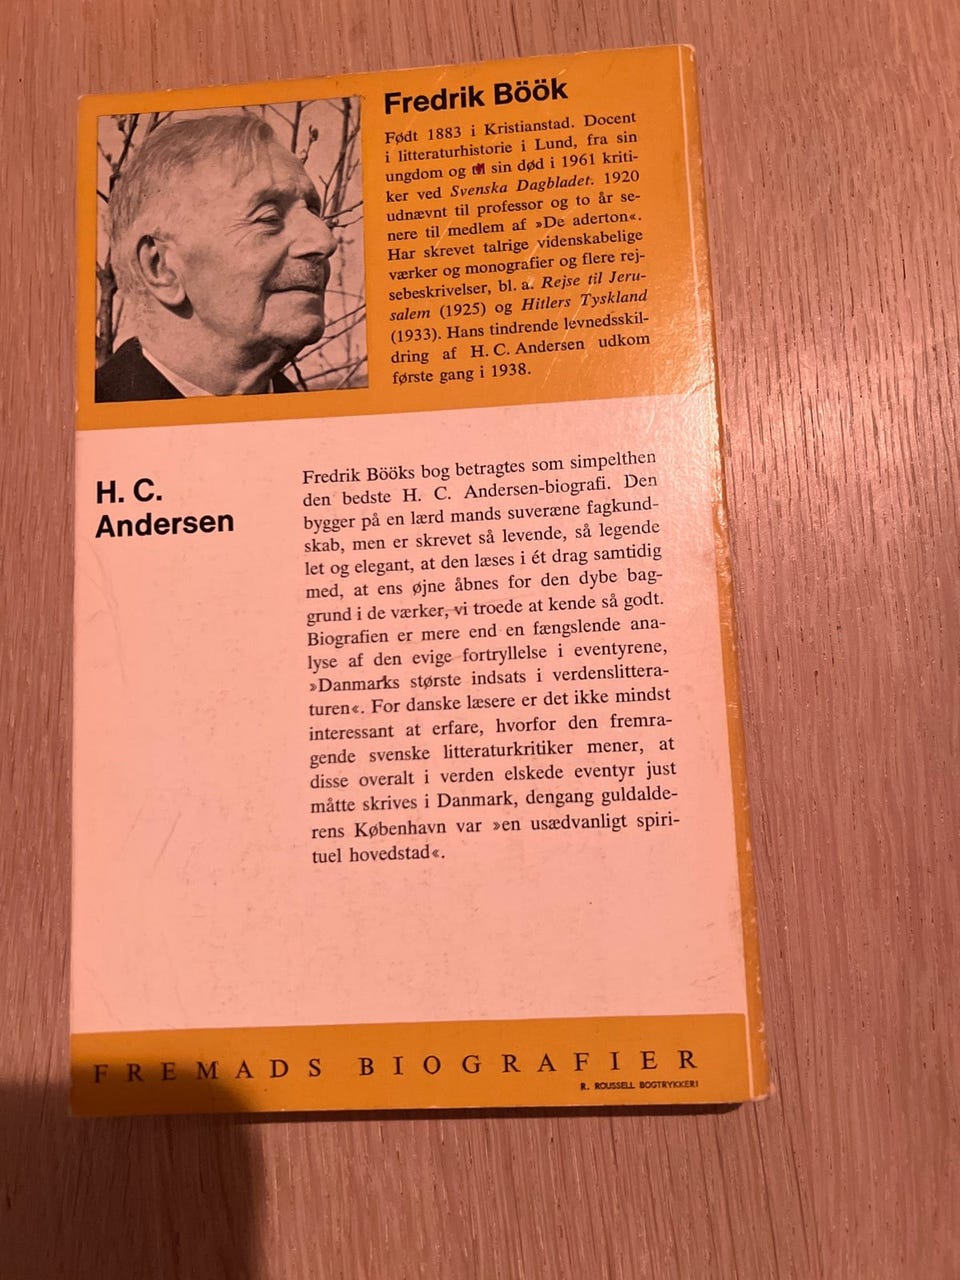 Fredrik Böök
Født 1883 i Kristianstad. Docent
i litteraturhistorie i Lund, fra sin
ungdom og til sin død i 1961 kriti-
ker ved Svenska Dagbladet. 1920
udnævnt til professor og to år se-
nere til medlem af »De aderton«.
Har skrevet talrige videnskabelige
værker og monografier og flere rej-
sebeskrivelser, bl. a. Rejse til Jeru-
salem (1925) og Hitlers Tyskland
(1933). Hans tindrende levnedsskil-
dring af H. C. Andersen udkom
første gang i 1938.
H. C.
Andersen
Fredrik Bööks bog betragtes som simpelthen
den bedste H. C. Andersen-biografi. Den
bygger på en lærd mands suveræne fagkund-
skab, men er skrevet så levende, så legende
let og elegant, at den læses i ét drag samtidig
med, at ens øjne åbnes for den dybe bag-
grund i de værker, vi troede at kende så godt.
Biografien er mere end en fængslende ana-
lyse af den evige fortryllelse i eventyrene,
»Danmarks største indsats i verdenslittera-
turen«. For danske læsere er det ikke mindst
interessant at erfare, hvorfor den fremra-
gende svenske litteraturkritiker mener, at
disse overalt i verden elskede eventyr just
måtte skrives i Danmark, dengang guldalde-
rens København var »en usædvanligt spiri-
tuel hovedstad«.
FREMADS BIOGRAFIER
R. ROUSSELL BOGTRYKKERI